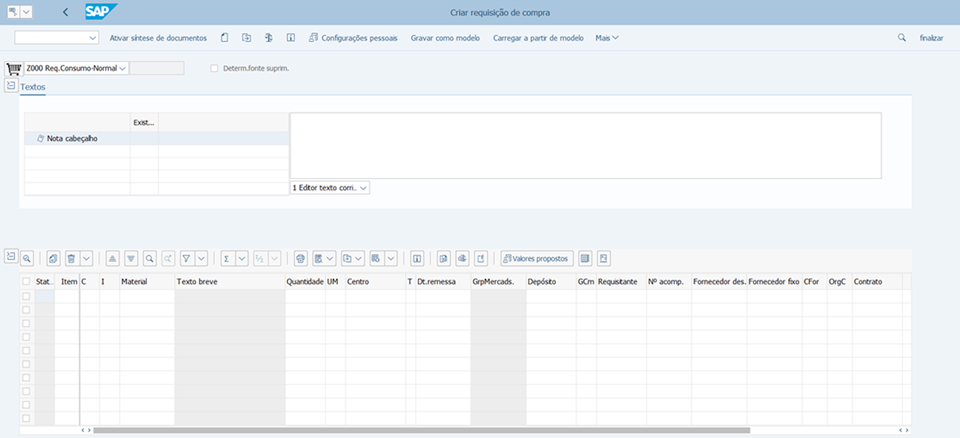 SAP
Criar requisição de compra
Ativar síntese de documentos
Configurações pessoais
Gravar como modelo
Carregar a partir de modelo
Mais
finalizar
Z000 Req.Consumo-Normal
Determ.fonte suprim.
Textos
Exist...
Nota cabeçalho
1 Editor texto corri..
Valores propostos
Stat.. Item C I Material Texto breve Quantidade UM Centro T Dt.remessa GrpMercads. Depósito GCm Requisitante Nº acomp. Fornecedor des. Fornecedor fixo CFor OrgC Contrato